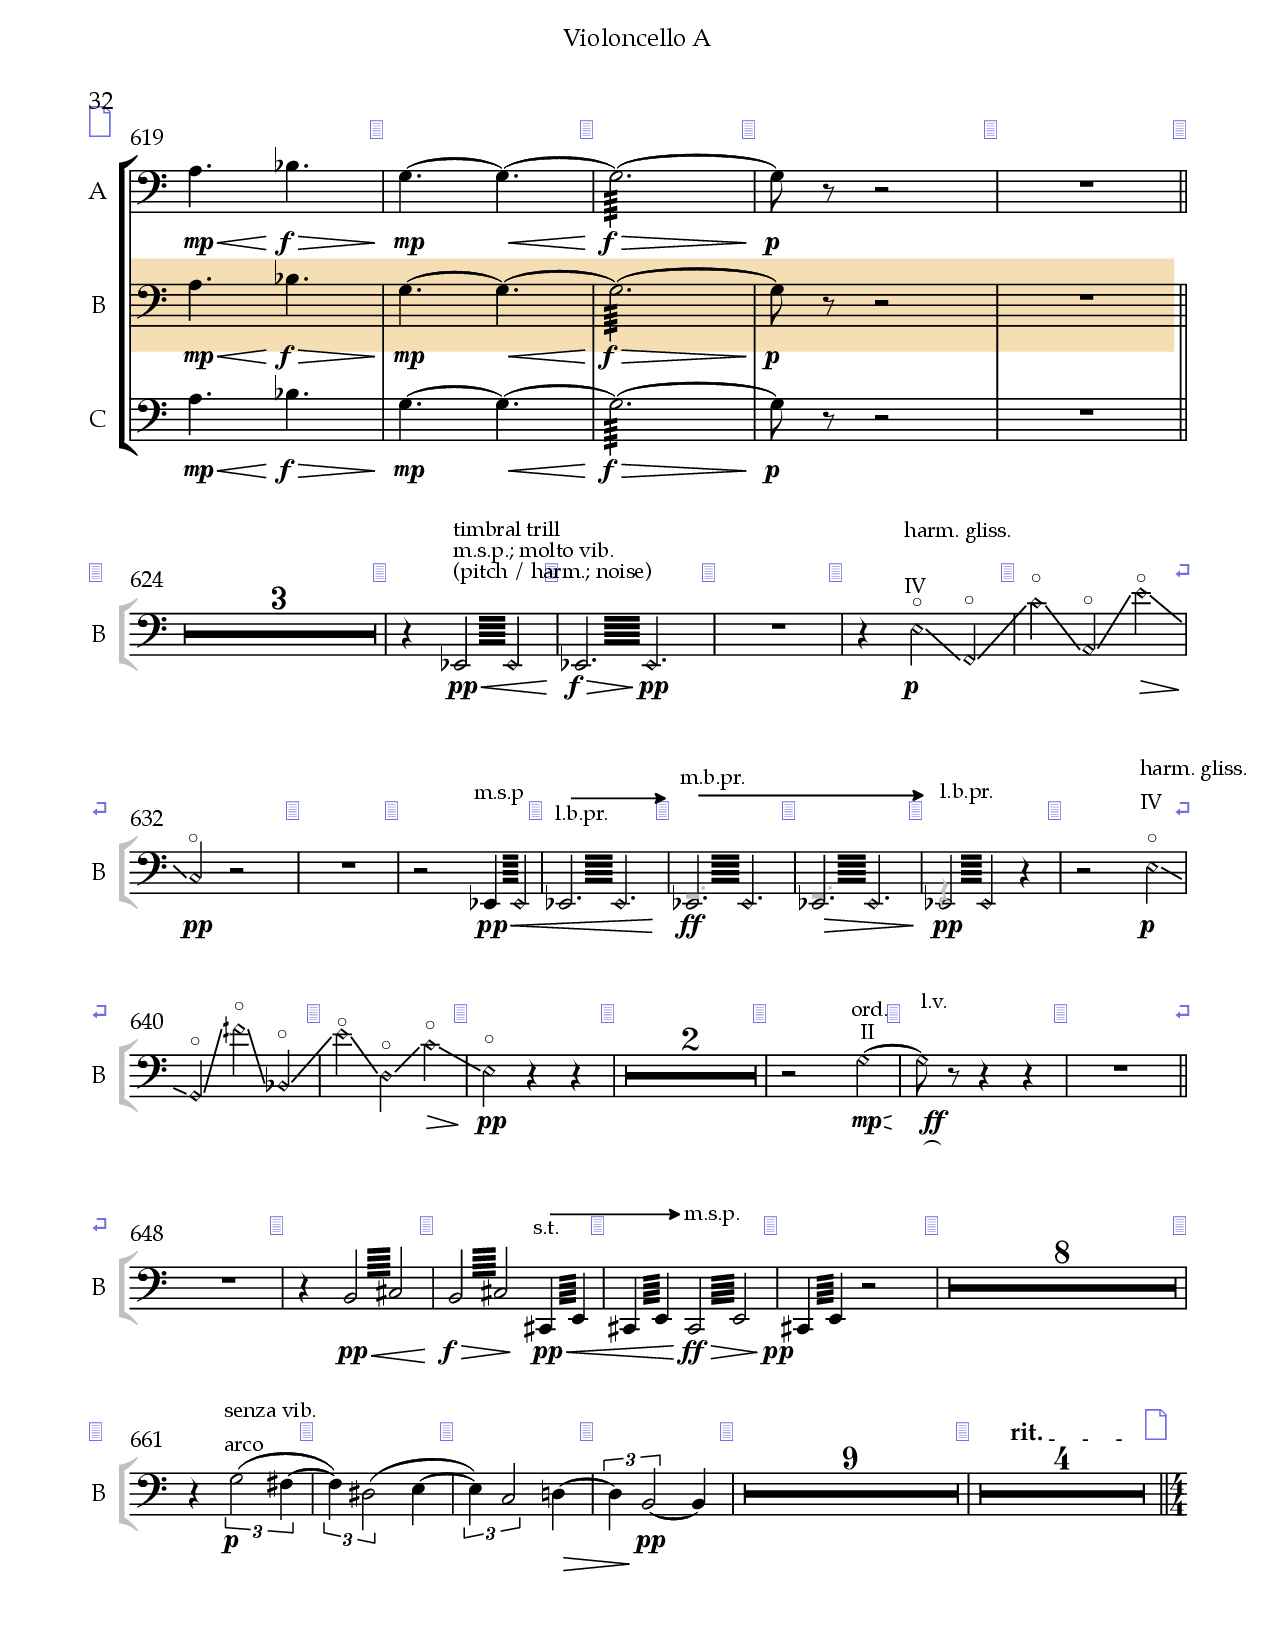 Violoncello A
32
619
A
mp f mp f p
B
mp f mp f p
C
mp f mp f p
timbral trill
m.s.p.; molto vib.
(pitch / harm.; noise)
harm. gliss.
624
3
IV
B
pp f pp p
harm. gliss.
m.b.pr.
m.s.p
l.b.pr.
l.b.pr.
IV
632
B
pp pp ff pp p
640
ord.
l.v.
II
2
B
pp mp ff
648
s.t.
m.s.p.
8
B
pp f pp ff pp
senza vib.
661
arco
rit.
3
9
4
B
4
4
3
3
3
p pp